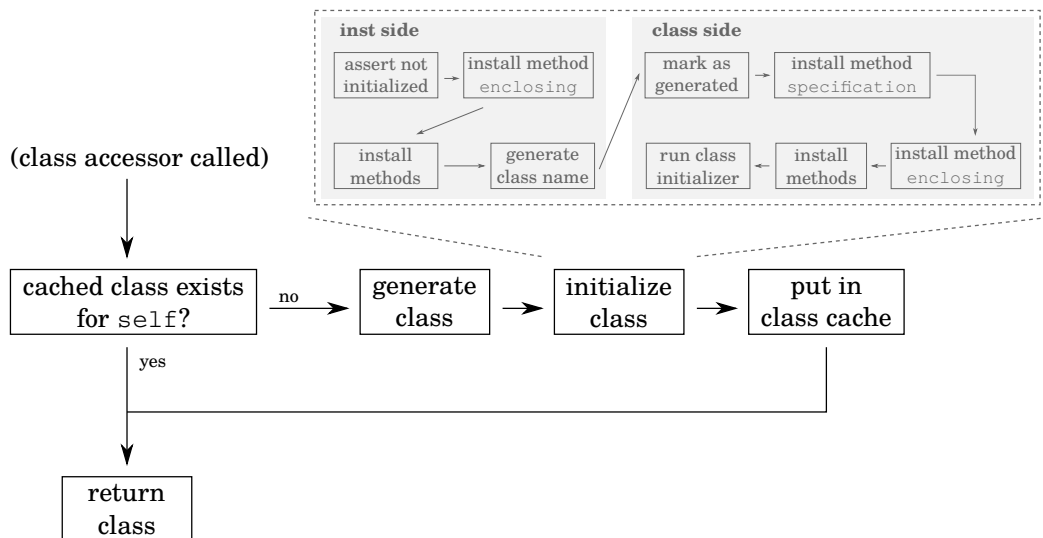 inst side
class side
assert not
initialized
install method
enclosing
mark as
generated
install method
specification
install
methods
generate
class name
run class
initializer
install
methods
install method
enclosing
(class accessor called)
cached class exists
for self?
no
generate
class
initialize
class
put in
class cache
yes
return
class